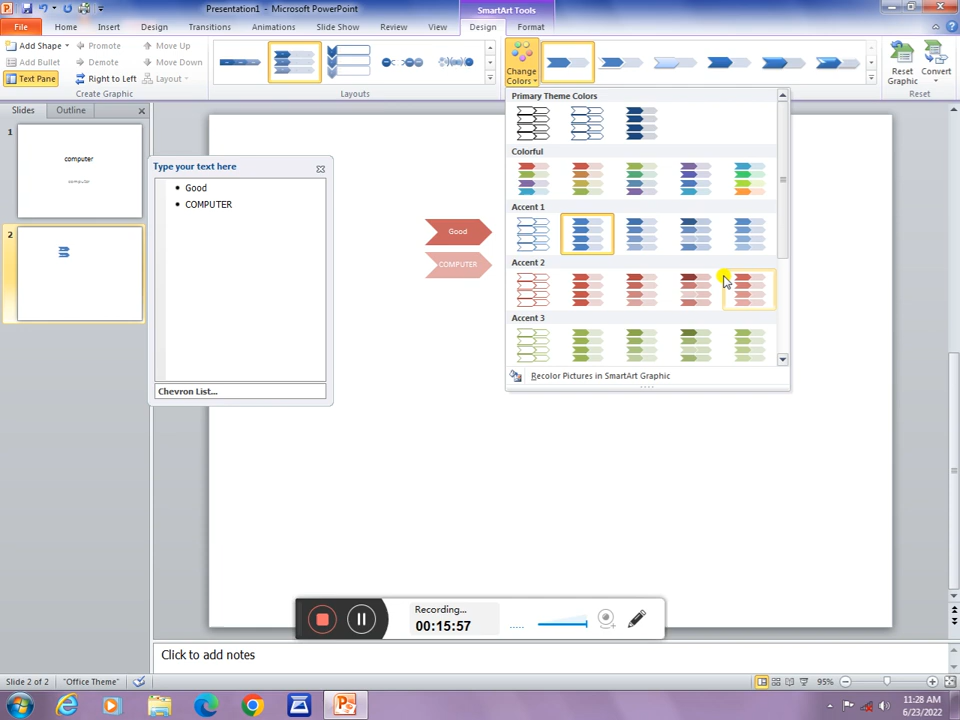 Presentation1 - Microsoft PowerPoint
SmartArt Tools
File
Home
Insert
Design
Transitions
Animations
Slide Show
Review
View
Design
Format
Add Shape
Promote
Move Up
Add Bullet
Demote
Move Down
Text Pane
Right to Left
Layout
Create Graphic
Layouts
Change
Colors
Reset
Graphic
Convert
Reset
Slides
Outline
1
computer
computer
2
Type your text here
• Good
• COMPUTER
Chevron List...
Good
COMPUTER
Primary Theme Colors
Colorful
Accent 1
Accent 2
Accent 3
Recolor Pictures in SmartArt Graphic
Recording...
00:15:57
Click to add notes
Slide 2 of 2
"Office Theme"
95%
11:28 AM
6/23/2022